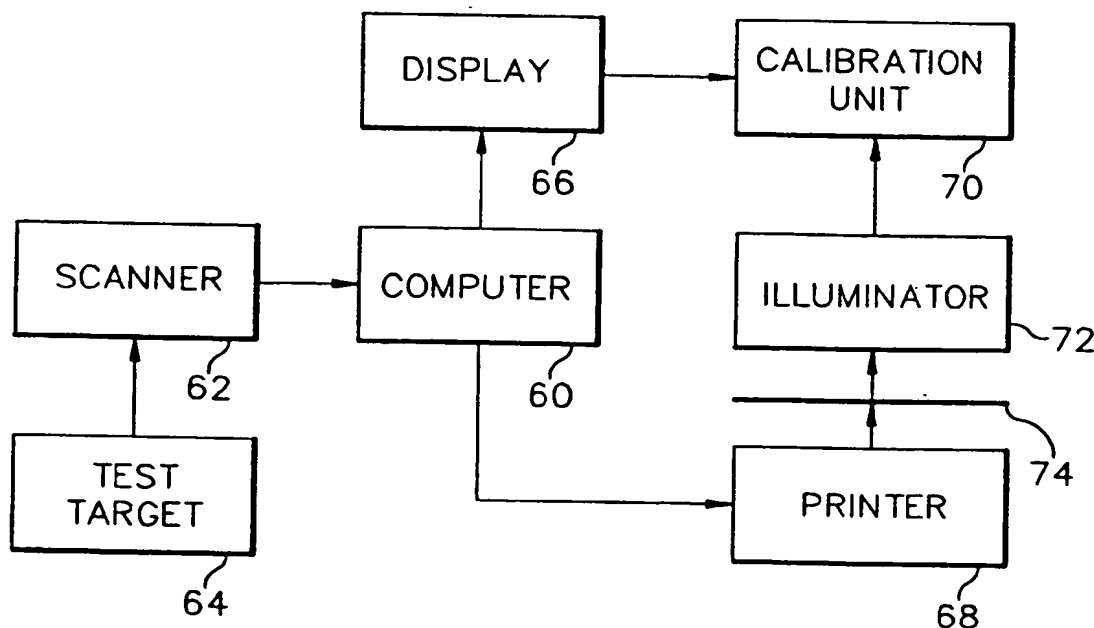 DISPLAY
66
CALIBRATION
UNIT
70
SCANNER
62
COMPUTER
60
ILLUMINATOR
72
74
TEST
TARGET
64
PRINTER
68